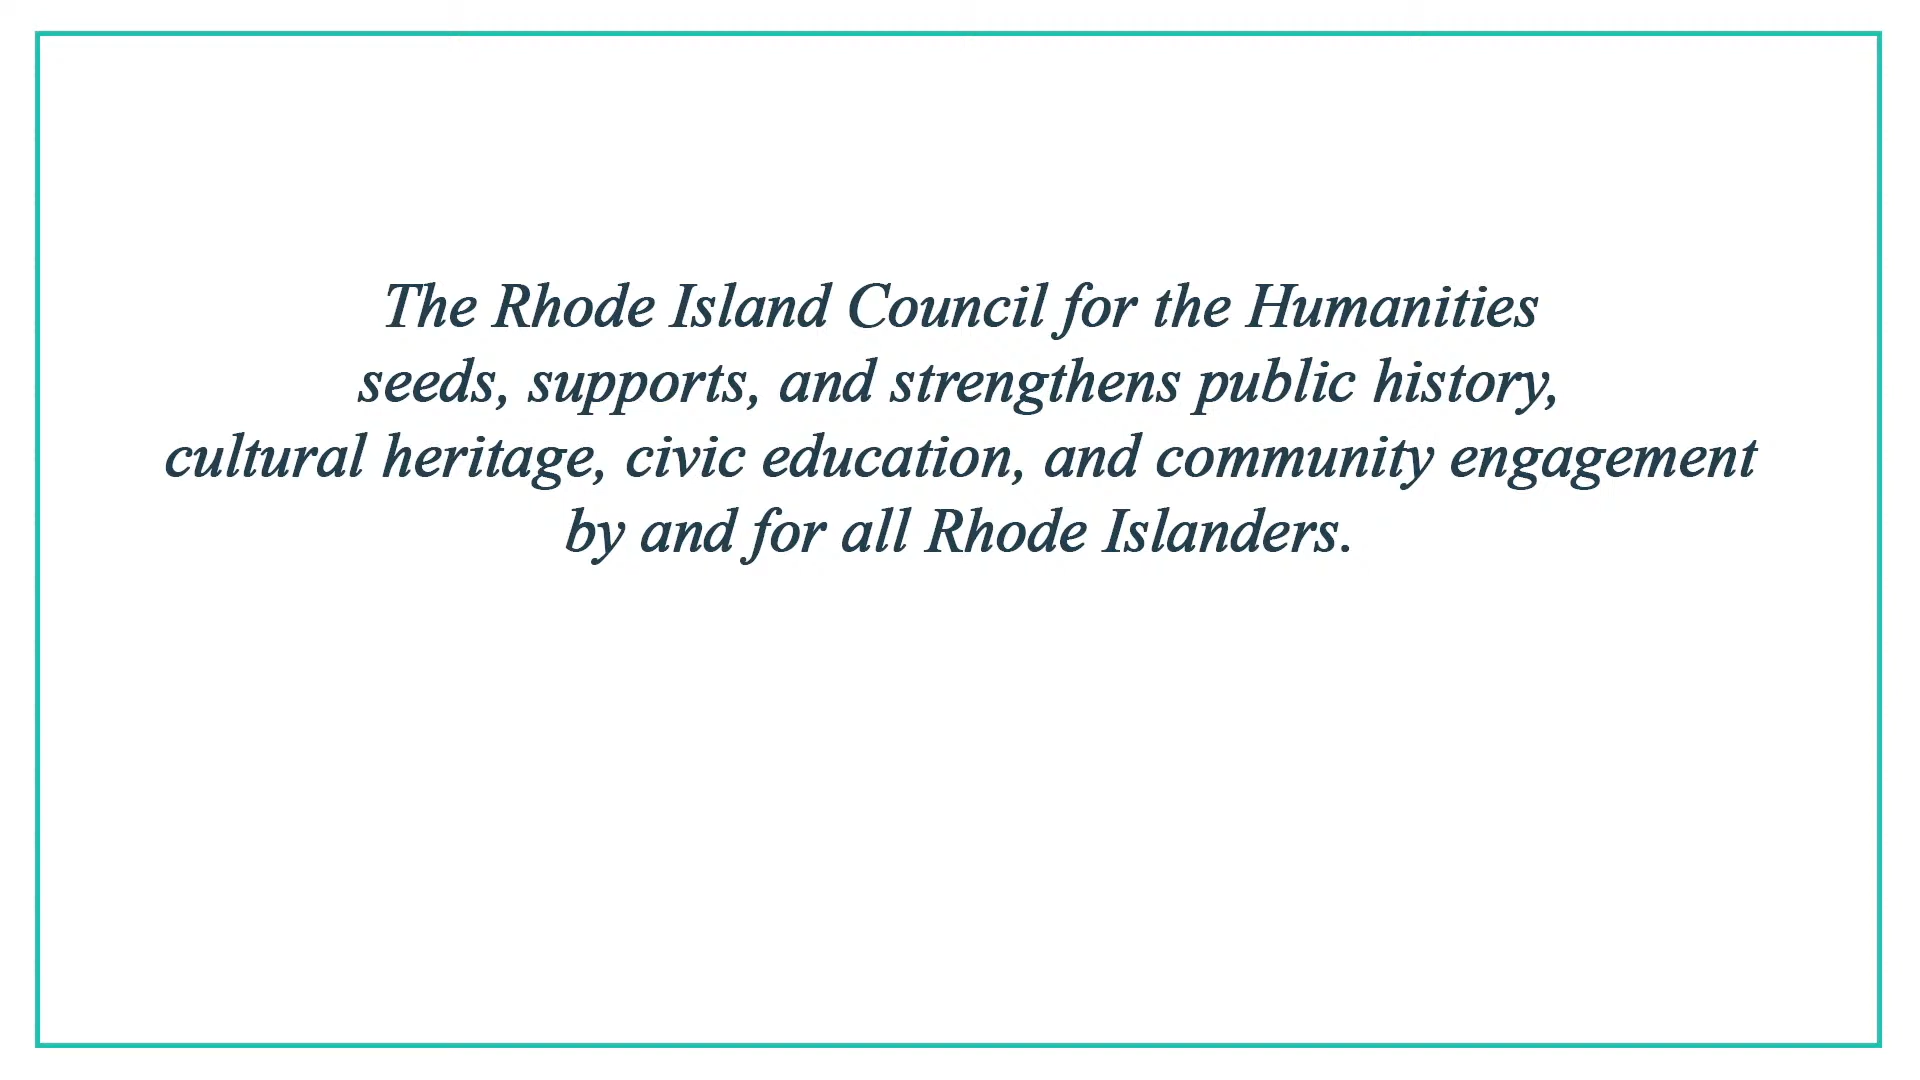 The Rhode Island Council for the Humanities
seeds, supports, and strengthens public history,
cultural heritage, civic education, and community engagement
by and for all Rhode Islanders.